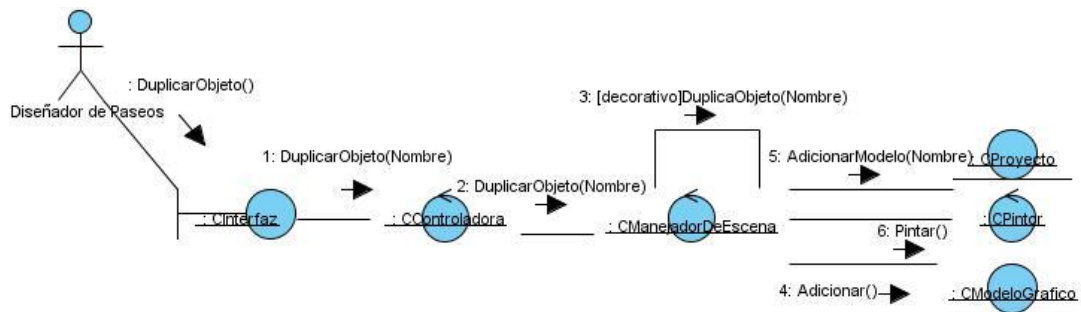 : DuplicarObjeto()
Diseñador de Paseos
3: [decorativo]DuplicaObjeto(Nombre)
1: DuplicarObjeto(Nombre)
5: AdicionarModelo(Nombre)
: CProyecto
2: DuplicarObjeto(Nombre)
: CInterfaz
: CControladora
: CManejadorDeEscena
: CPintor
6: Pintar()
4: Adicionar()
: CModeloGrafico